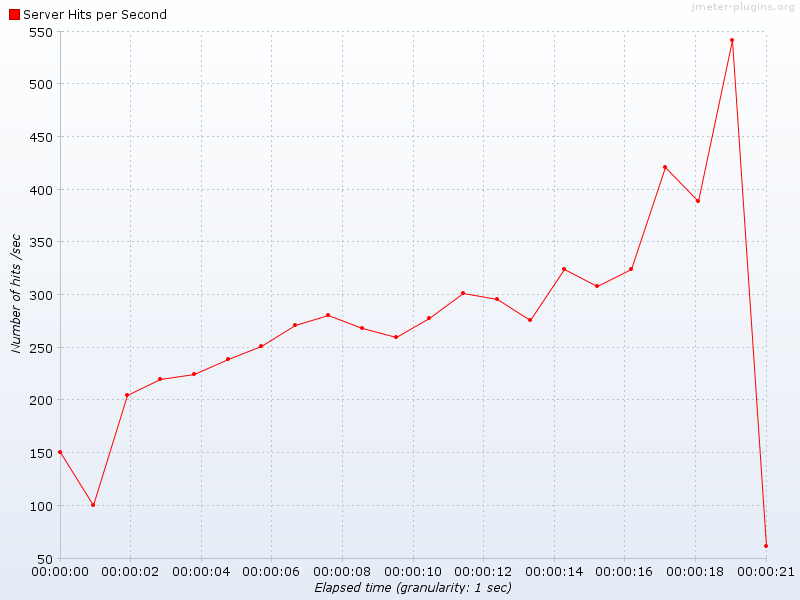 jmeter-plugins.org
Server Hits per Second
550
500
450
400
350
300
250
200
150
100
50
Number of hits /sec
00:00:00 00:00:02 00:00:04 00:00:06 00:00:08 00:00:10 00:00:12 00:00:14 00:00:16 00:00:18 00:00:21
Elapsed time (granularity: 1 sec)